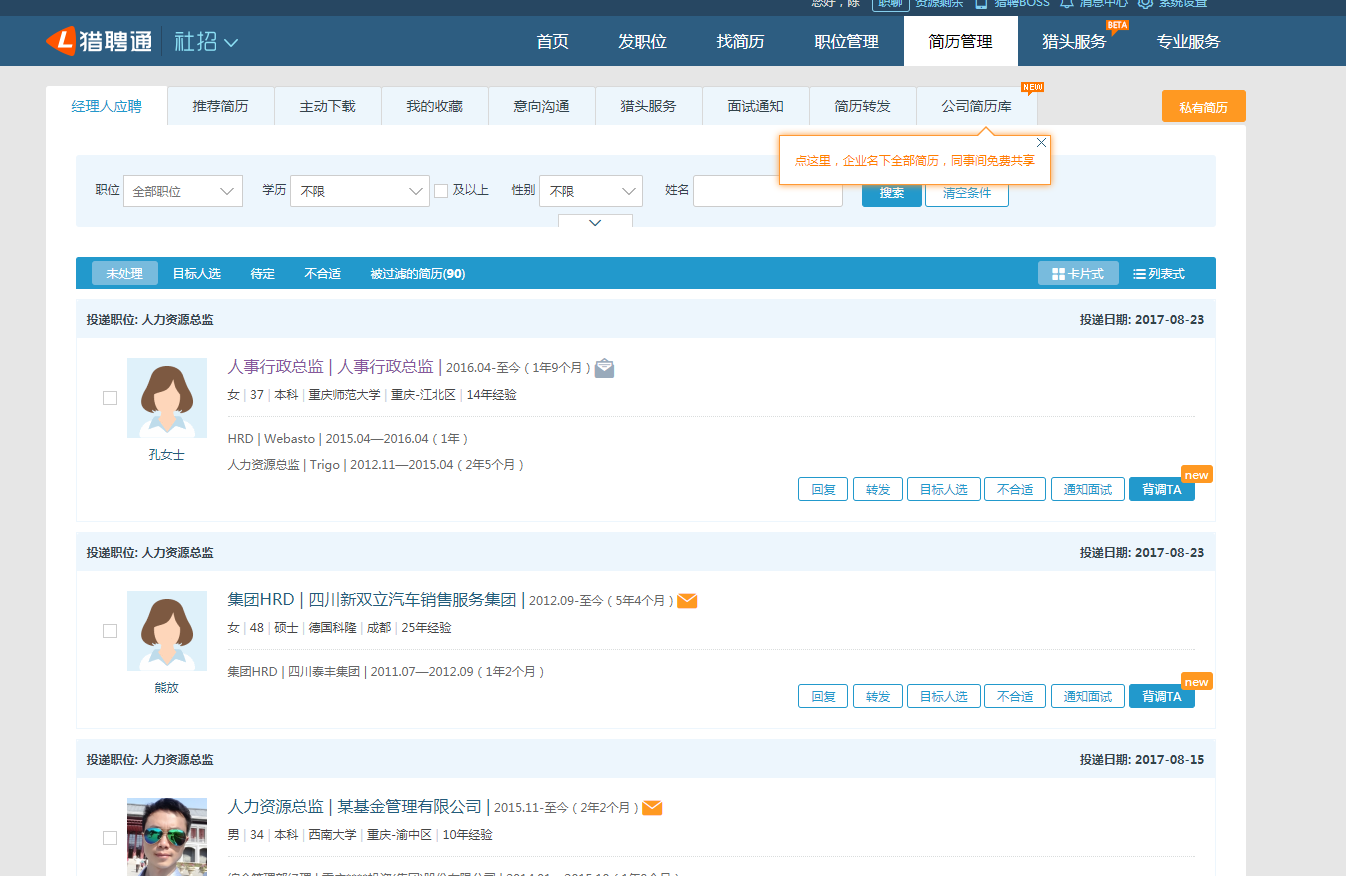 您好，陈 职聊 资源剩余 猎聘BOSS 消息中心 系统设置
猎聘通 社招 首页 发职位 找简历 职位管理 简历管理 猎头服务 BETA 专业服务
经理人应聘 推荐简历 主动下载 我的收藏 意向沟通 猎头服务 面试通知 简历转发 公司简历库 NEW 私有简历
点这里，企业名下全部简历，同事间免费共享
职位 全部职位 学历 不限 及以上 性别 不限 姓名 搜索 清空条件
未处理 目标人选 待定 不合适 被过滤的简历(90) 卡片式 列表式
投递职位: 人力资源总监 投递日期: 2017-08-23
人事行政总监 | 人事行政总监 | 2016.04-至今 ( 1年9个月 )
女 | 37 | 本科 | 重庆师范大学 | 重庆-江北区 | 14年经验
HRD | Webasto | 2015.04—2016.04 ( 1年 )
孔女士
人力资源总监 | Trigo | 2012.11—2015.04 ( 2年5个月 )
回复 转发 目标人选 不合适 通知面试 背调TA new
投递职位: 人力资源总监 投递日期: 2017-08-23
集团HRD | 四川新双立汽车销售服务集团 | 2012.09-至今 ( 5年4个月 )
女 | 48 | 硕士 | 德国科隆 | 成都 | 25年经验
集团HRD | 四川泰丰集团 | 2011.07—2012.09 ( 1年2个月 )
熊放
回复 转发 目标人选 不合适 通知面试 背调TA new
投递职位: 人力资源总监 投递日期: 2017-08-15
人力资源总监 | 某基金管理有限公司 | 2015.11-至今 ( 2年2个月 )
男 | 34 | 本科 | 西南大学 | 重庆-渝中区 | 10年经验